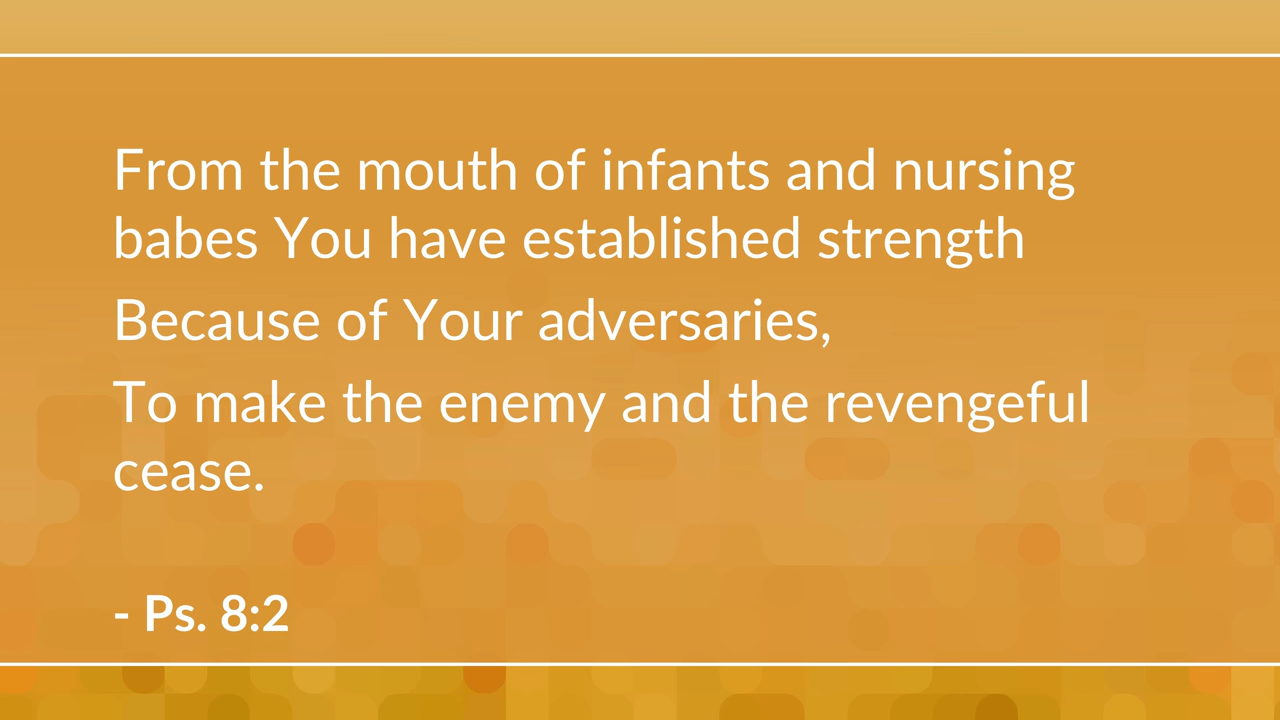 From the mouth of infants and nursing
babes You have established strength
Because of Your adversaries,
To make the enemy and the revengeful
cease.
- Ps. 8:2